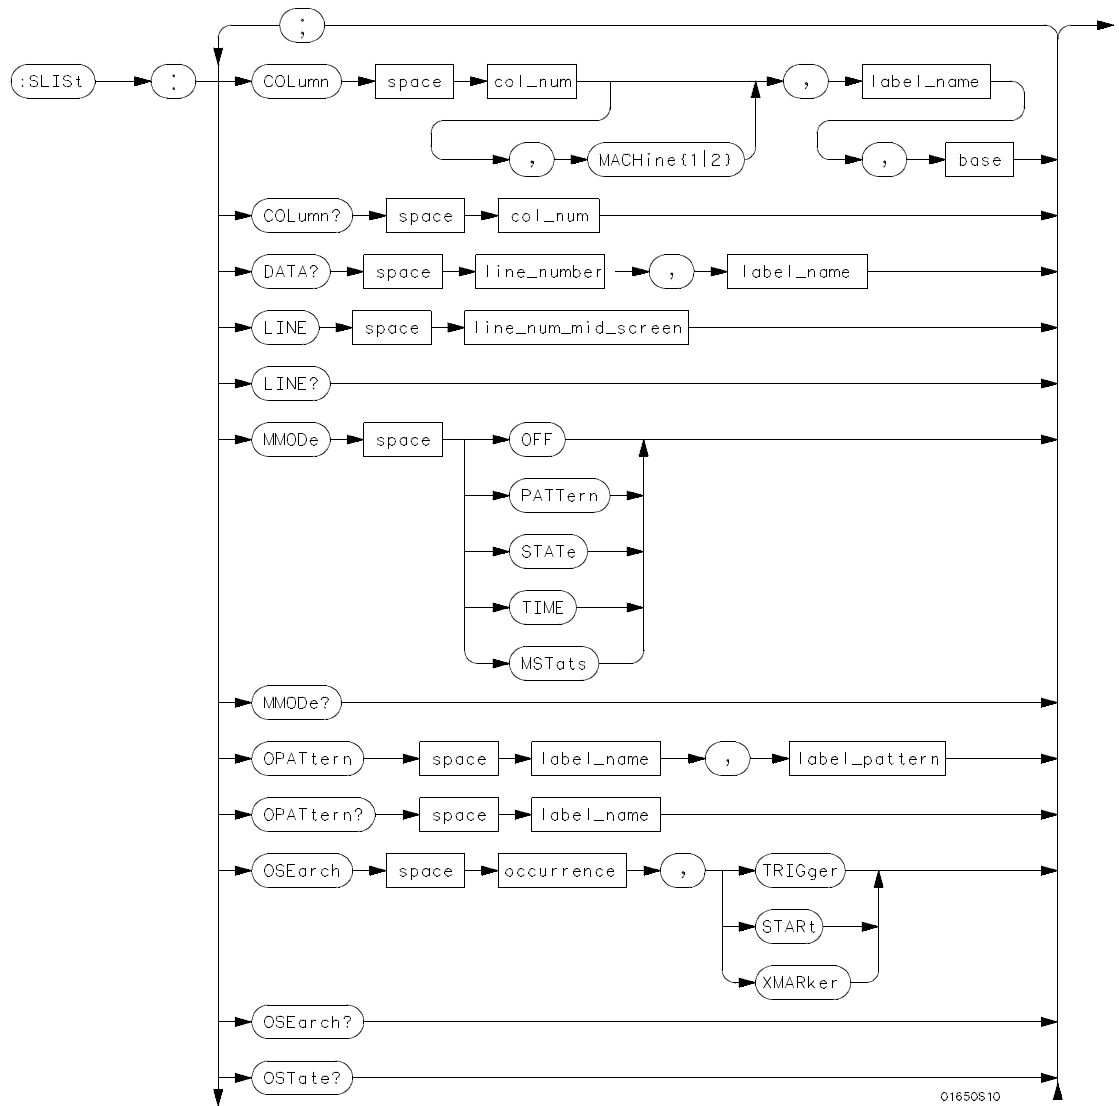 ;
:SLISt : COLumn space col_num , label_name
, MACHine{1|2} , base
COLumn? space col_num
DATA? space line_number , label_name
LINE space line_num_mid_screen
LINE?
MMODe space OFF
PATTern
STATe
TIME
MSTats
MMODe?
OPATtern space label_name , label_pattern
OPATtern? space label_name
OSEarch space occurrence , TRIGger
STARt
XMARker
OSEarch?
OSTate?
01650S10